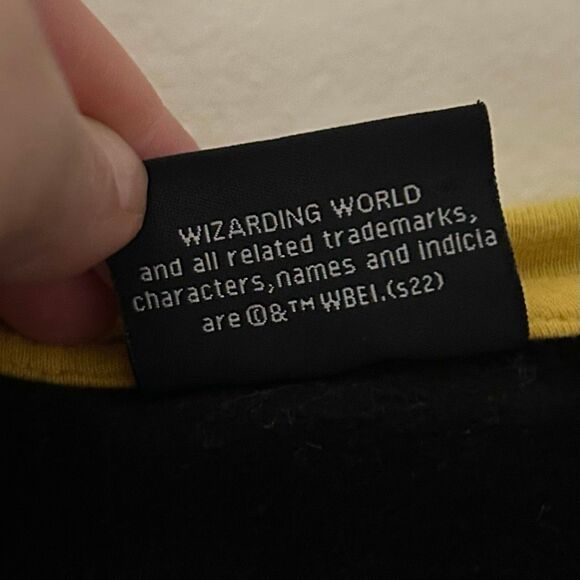 WIZARDING WORLD
and all related trademarks,
characters,names and indicia
are ©&™ WBEI.(s22)